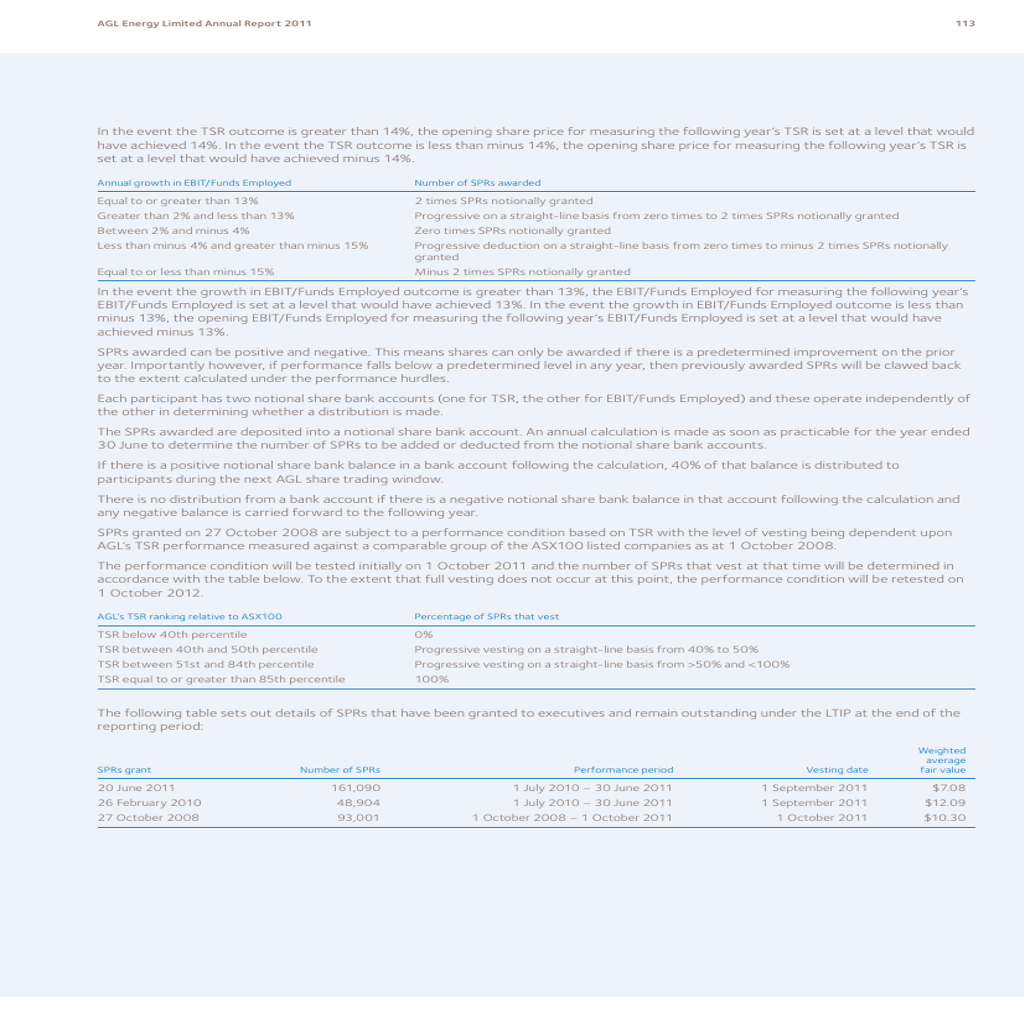 AGL Energy Limited Annual Report 2011 113
In the event the TSR outcome is greater than 14%, the opening share price for measuring the following year's TSR is set at a level that would
have achieved 14%. In the event the TSR outcome is less than minus 14%, the opening share price for measuring the following year's TSR is
set at a level that would have achieved minus 14%.
Annual growth in EBIT/Funds Employed Number of SPRs awarded
Equal to or greater than 13% 2 times SPRs notionally granted
Greater than 2% and less than 13% Progressive on a straight-line basis from zero times to 2 times SPRs notionally granted
Between 2% and minus 4% Zero times SPRs notionally granted
Less than minus 4% and greater than minus 15% Progressive deduction on a straight-line basis from zero times to minus 2 times SPRs notionally
granted
Equal to or less than minus 15% Minus 2 times SPRs notionally granted
In the event the growth in EBIT/Funds Employed outcome is greater than 13%, the EBIT/Funds Employed for measuring the following year's
EBIT/Funds Employed is set at a level that would have achieved 13%. In the event the growth in EBIT/Funds Employed outcome is less than
minus 13%, the opening EBIT/Funds Employed for measuring the following year's EBIT/Funds Employed is set at a level that would have
achieved minus 13%.
SPRs awarded can be positive and negative. This means shares can only be awarded if there is a predetermined improvement on the prior
year. Importantly however, if performance falls below a predetermined level in any year, then previously awarded SPRs will be clawed back
to the extent calculated under the performance hurdles.
Each participant has two notional share bank accounts (one for TSR, the other for EBIT/Funds Employed) and these operate independently of
the other in determining whether a distribution is made.
The SPRs awarded are deposited into a notional share bank account. An annual calculation is made as soon as practicable for the year ended
30 June to determine the number of SPRs to be added or deducted from the notional share bank accounts.
If there is a positive notional share bank balance in a bank account following the calculation, 40% of that balance is distributed to
participants during the next AGL share trading window.
There is no distribution from a bank account if there is a negative notional share bank balance in that account following the calculation and
any negative balance is carried forward to the following year.
SPRs granted on 27 October 2008 are subject to a performance condition based on TSR with the level of vesting being dependent upon
AGL's TSR performance measured against a comparable group of the ASX100 listed companies as at 1 October 2008.
The performance condition will be tested initially on 1 October 2011 and the number of SPRs that vest at that time will be determined in
accordance with the table below. To the extent that full vesting does not occur at this point, the performance condition will be retested on
1 October 2012.
AGL's TSR ranking relative to ASX100 Percentage of SPRs that vest
TSR below 40th percentile 0%
TSR between 40th and 50th percentile Progressive vesting on a straight-line basis from 40% to 50%
TSR between 51st and 84th percentile Progressive vesting on a straight-line basis from >50% and <100%
TSR equal to or greater than 85th percentile 100%
The following table sets out details of SPRs that have been granted to executives and remain outstanding under the LTIP at the end of the
reporting period:
Weighted
average
SPRs grant Number of SPRs Performance period Vesting date fair value
20 June 2011 161,090 1 July 2010 – 30 June 2011 1 September 2011 $7.08
26 February 2010 48,904 1 July 2010 – 30 June 2011 1 September 2011 $12.09
27 October 2008 93,001 1 October 2008 – 1 October 2011 1 October 2011 $10.30